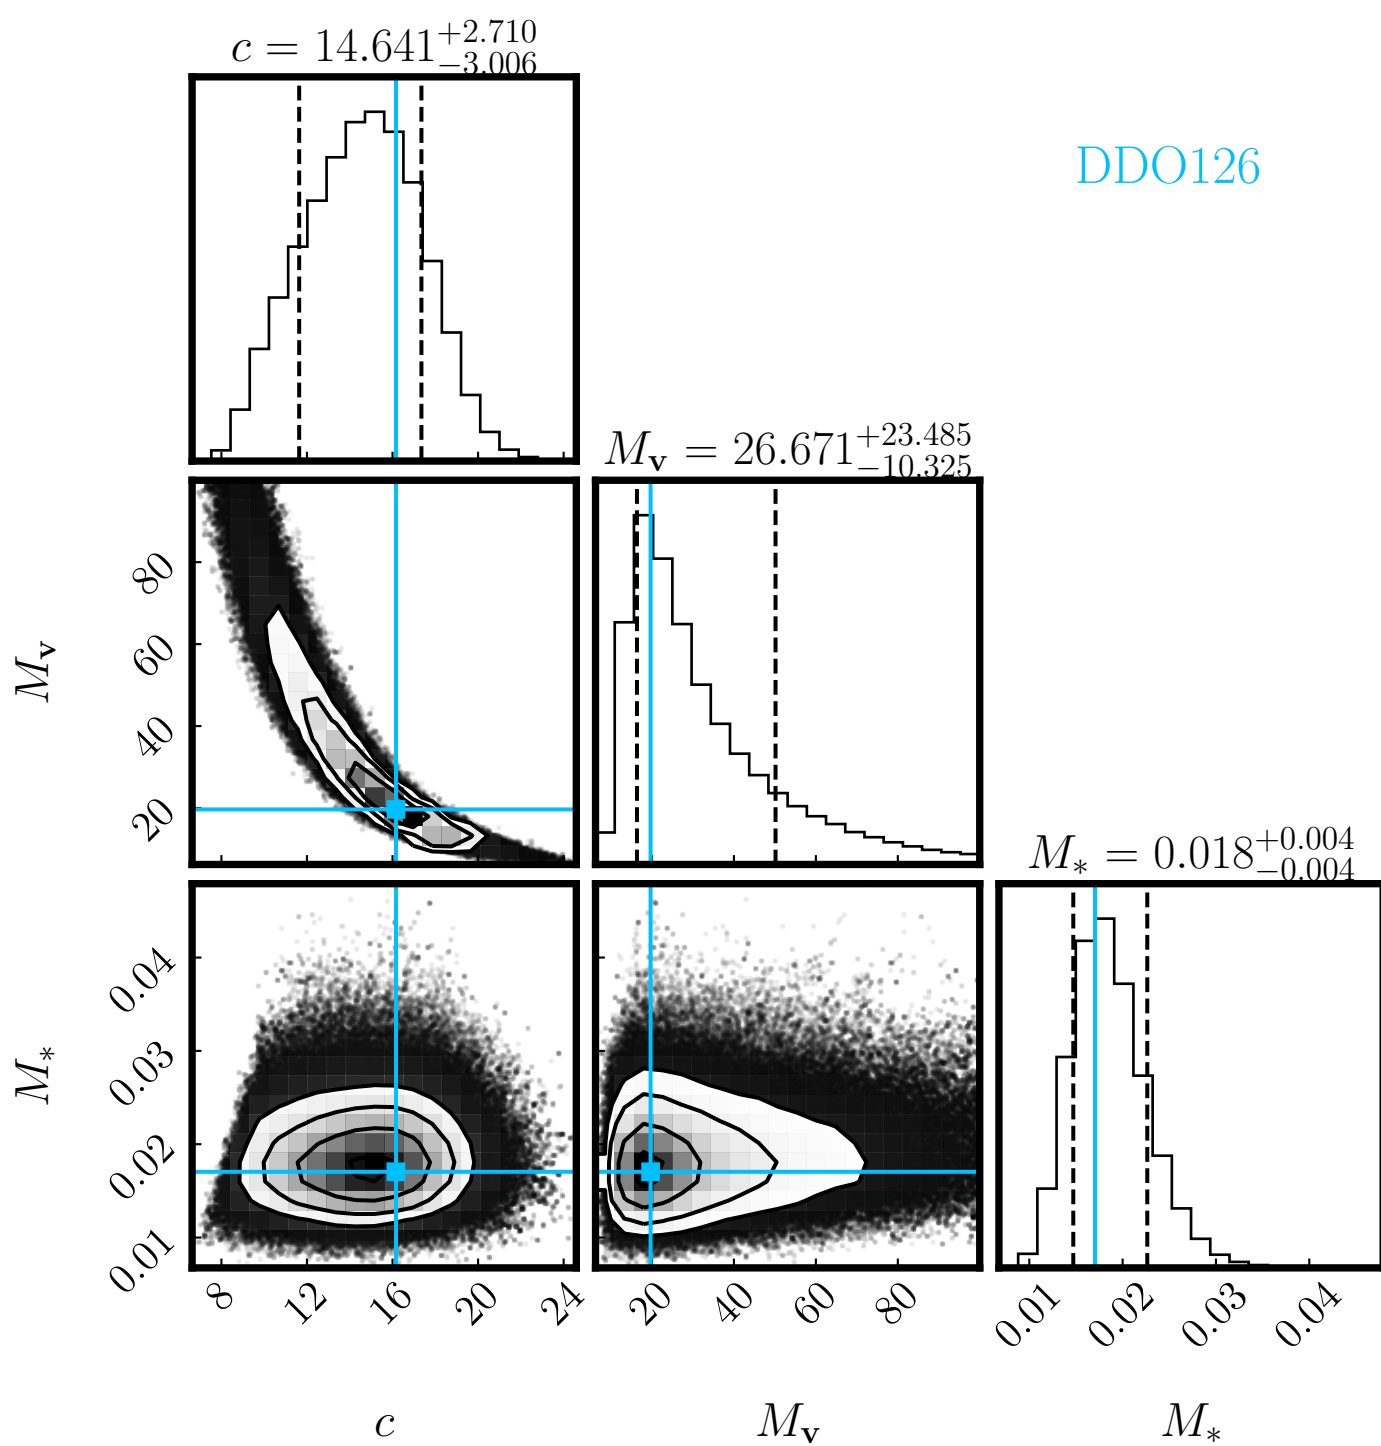 c = 14.641 +2.710 −3.006
DDO126
M_v = 26.671 +23.485 −10.325
M_v
80
60
40
20
M_* = 0.018 +0.004 −0.004
M_*
0.04
0.03
0.02
0.01
8 12 16 20 24
20 40 60 80
0.01 0.02 0.03 0.04
c
M_v
M_*